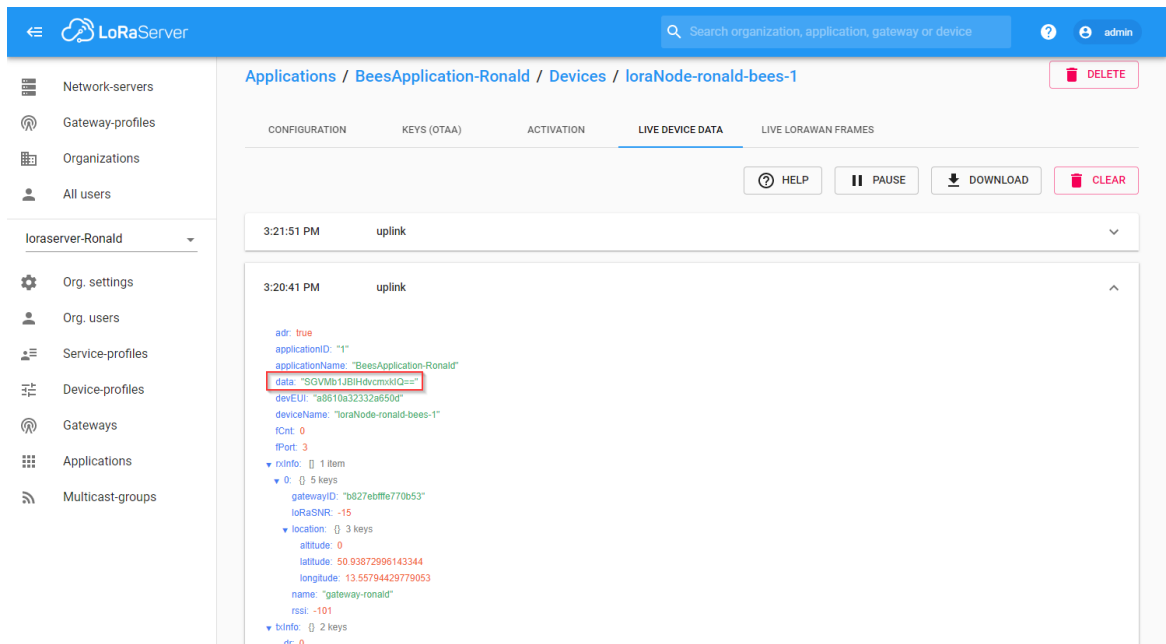 LoRaServer
Search organization, application, gateway or device
? admin
Network-servers
Gateway-profiles
Organizations
All users
loraserver-Ronald
Org. settings
Org. users
Service-profiles
Device-profiles
Gateways
Applications
Multicast-groups
Applications / BeesApplication-Ronald / Devices / loraNode-ronald-bees-1
DELETE
CONFIGURATION KEYS (OTAA) ACTIVATION LIVE DEVICE DATA LIVE LORAWAN FRAMES
? HELP PAUSE DOWNLOAD CLEAR
3:21:51 PM uplink
3:20:41 PM uplink
adr: true
applicationID: "1"
applicationName: "BeesApplication-Ronald"
data: "SGVMb1JBIHdvcmxkIQ=="
devEUI: "a8610a32332a650d"
deviceName: "loraNode-ronald-bees-1"
fCnt: 0
fPort: 3
rxInfo: [] 1 item
0: {} 5 keys
gatewayID: "b827ebfffe770b53"
loRaSNR: -15
location: {} 3 keys
altitude: 0
latitude: 50.93872996143344
longitude: 13.55794429779053
name: "gateway-ronald"
rssi: -101
txInfo: {} 2 keys
dr: 0